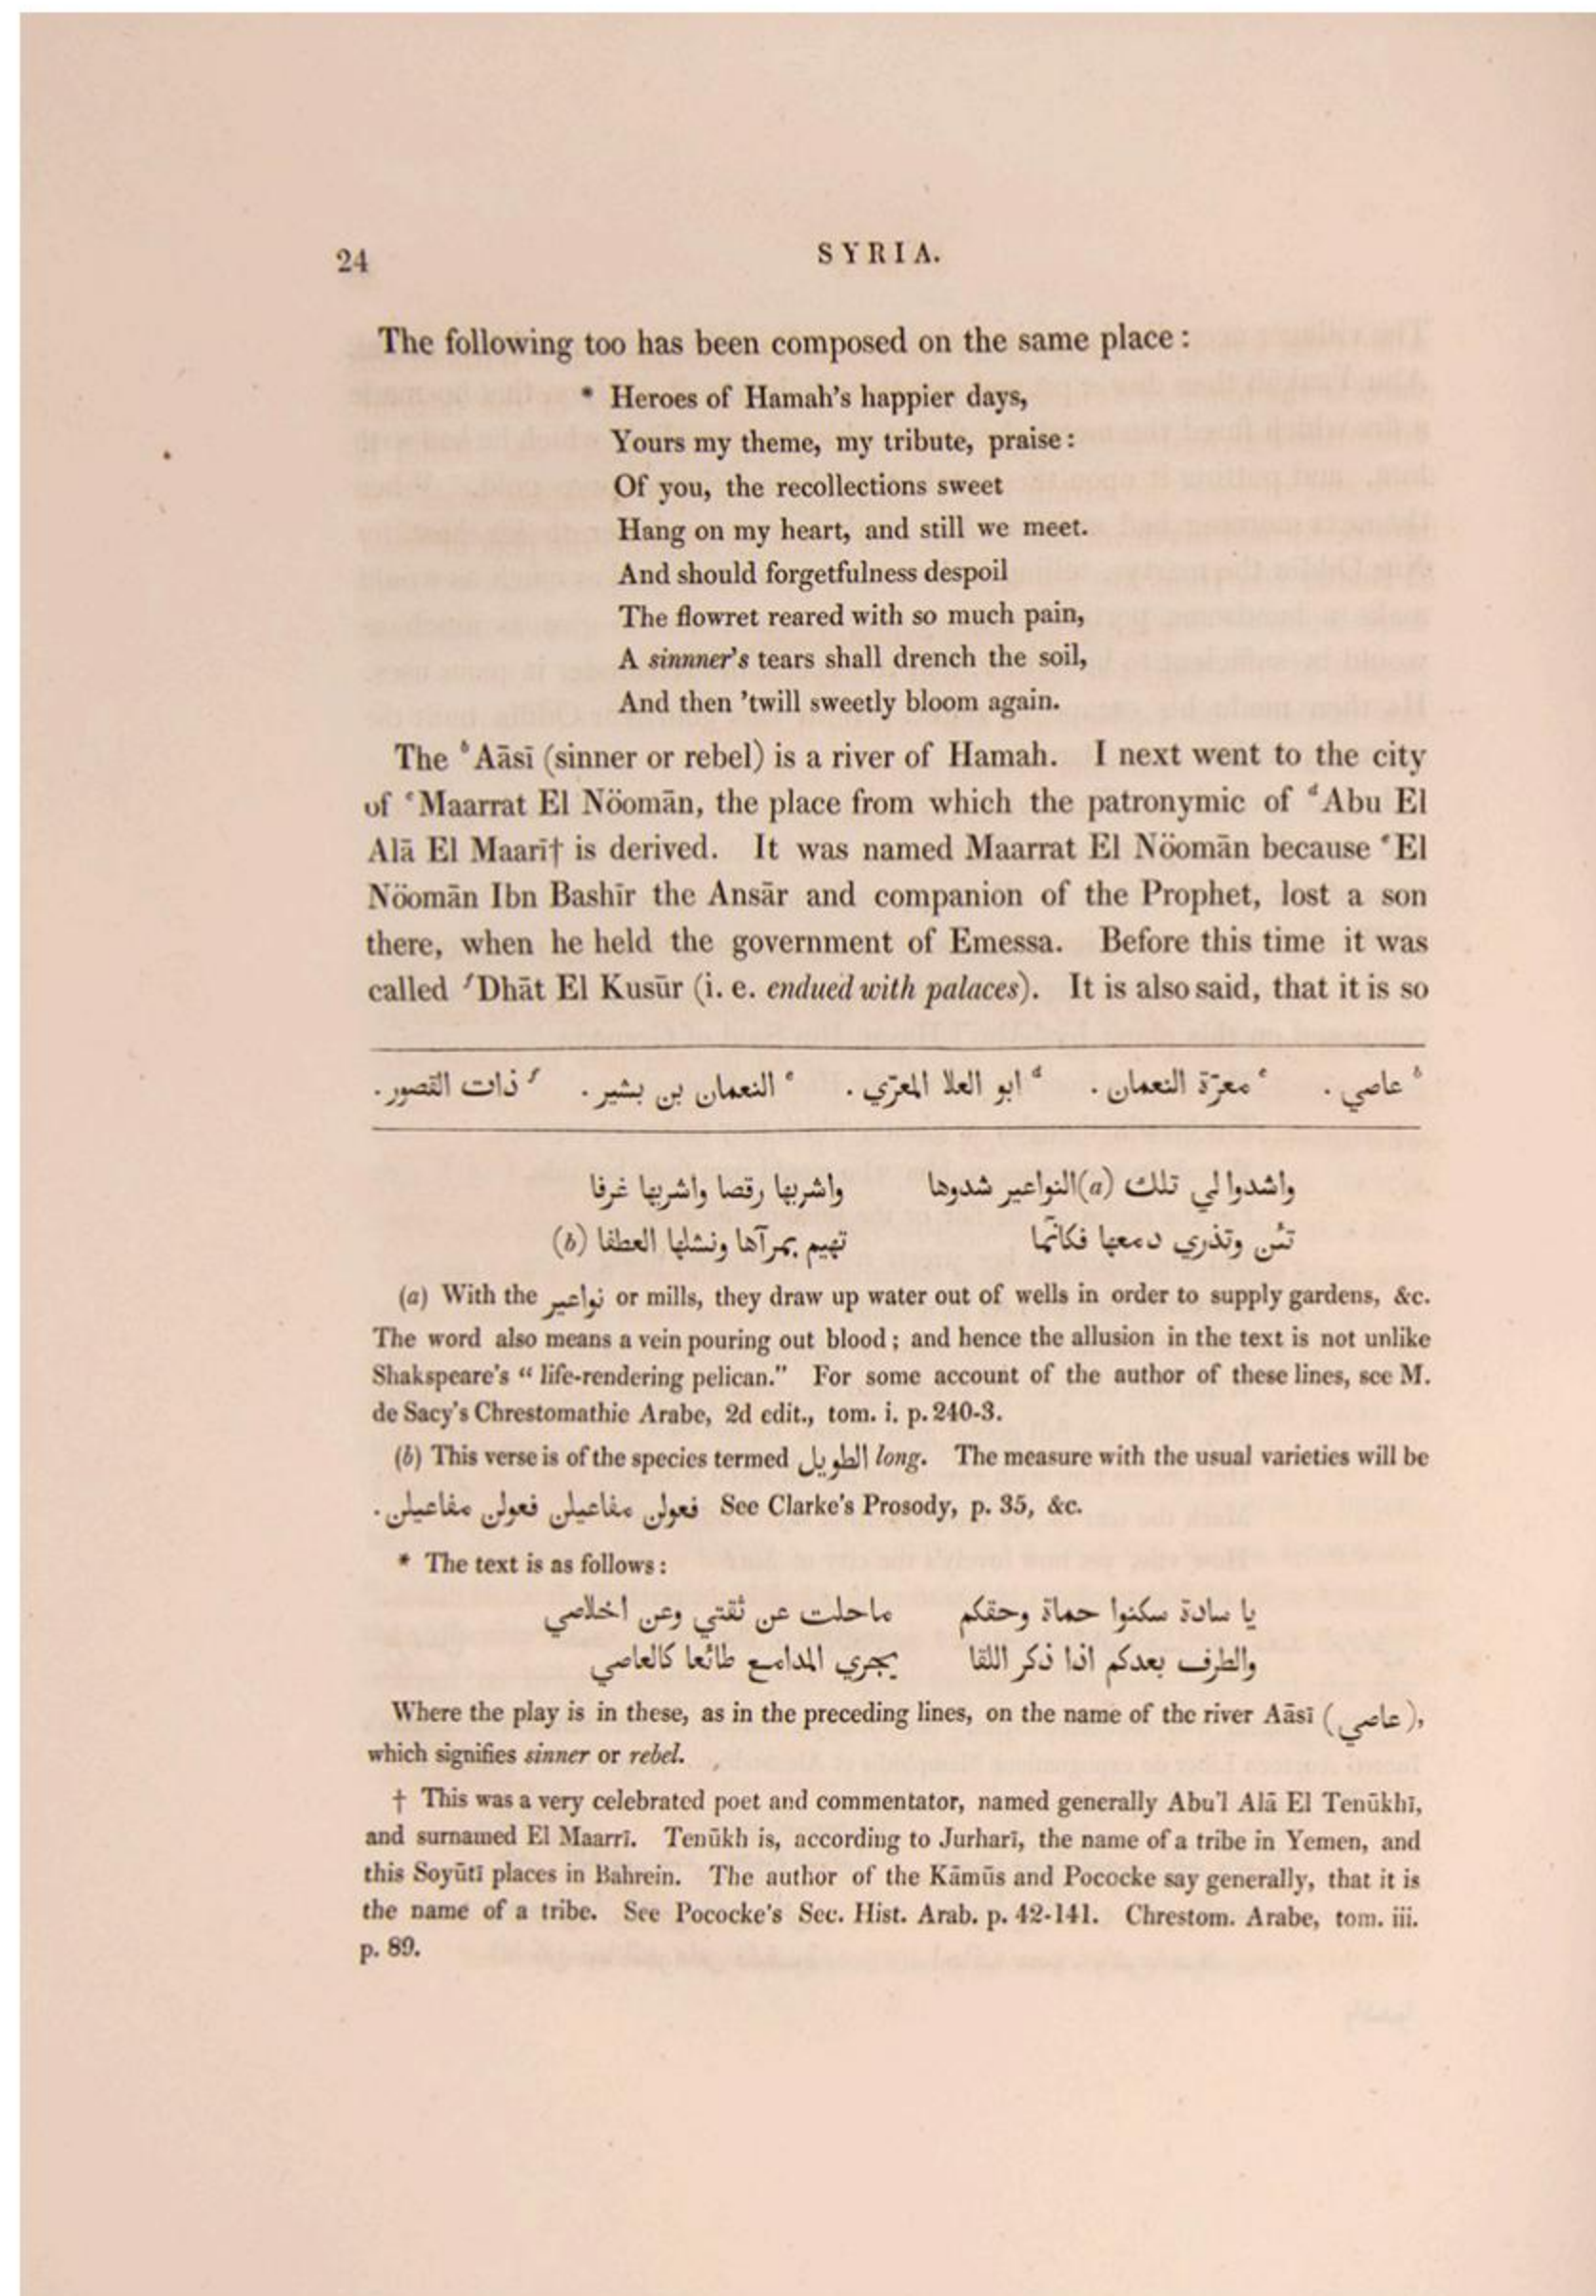 24
SYRIA.
The following too has been composed on the same place :
* Heroes of Hamah's happier days,
Yours my theme, my tribute, praise :
Of you, the recollections sweet
Hang on my heart, and still we meet.
And should forgetfulness despoil
The flowret reared with so much pain,
A sinnner's tears shall drench the soil,
And then 'twill sweetly bloom again.
The ᵇ Aāsī (sinner or rebel) is a river of Hamah. I next went to the city
of ᶜ Maarrat El Nöomān, the place from which the patronymic of ᵈ Abu El
Alā El Maarī† is derived. It was named Maarrat El Nöomān because ᵉ El
Nöomān Ibn Bashīr the Ansār and companion of the Prophet, lost a son
there, when he held the government of Emessa. Before this time it was
called ᶠ Dhāt El Kusūr (i. e. endued with palaces). It is also said, that it is so
ᵇ عاصي . ᶜ معرّة النعمان . ᵈ ابو العلا المعرّي . ᵉ النعمان بن بشير . ᶠ ذات القصور .
واشدوا لي تلك (a) النواعير شدوها واشربها رقصا واشربها غرفا
تئن وتذري دمعها فكانّما تهيم بمرآها ونشلها العطفا (b)
(a) With the نواعير or mills, they draw up water out of wells in order to supply gardens, &c.
The word also means a vein pouring out blood ; and hence the allusion in the text is not unlike
Shakspeare's “ life-rendering pelican.” For some account of the author of these lines, see M.
de Sacy's Chrestomathie Arabe, 2d edit., tom. i. p. 240-3.
(b) This verse is of the species termed الطويل long. The measure with the usual varieties will be
فعولن مفاعيلن فعولن مفاعيلن . See Clarke's Prosody, p. 35, &c.
* The text is as follows :
يا سادة سكنوا حماة وحقكم ماحلت عن ثقتي وعن اخلاصي
والطرف بعدكم اذا ذكر اللقا يجري المدامع طائعا كالعاصي
Where the play is in these, as in the preceding lines, on the name of the river Aāsī (عاصي),
which signifies sinner or rebel.
† This was a very celebrated poet and commentator, named generally Abu'l Alā El Tenūkhī,
and surnamed El Maarrī. Tenūkh is, according to Jurharī, the name of a tribe in Yemen, and
this Soyūtī places in Bahrein. The author of the Kāmūs and Pococke say generally, that it is
the name of a tribe. See Pococke's Sec. Hist. Arab. p. 42-141. Chrestom. Arabe, tom. iii.
p. 89.